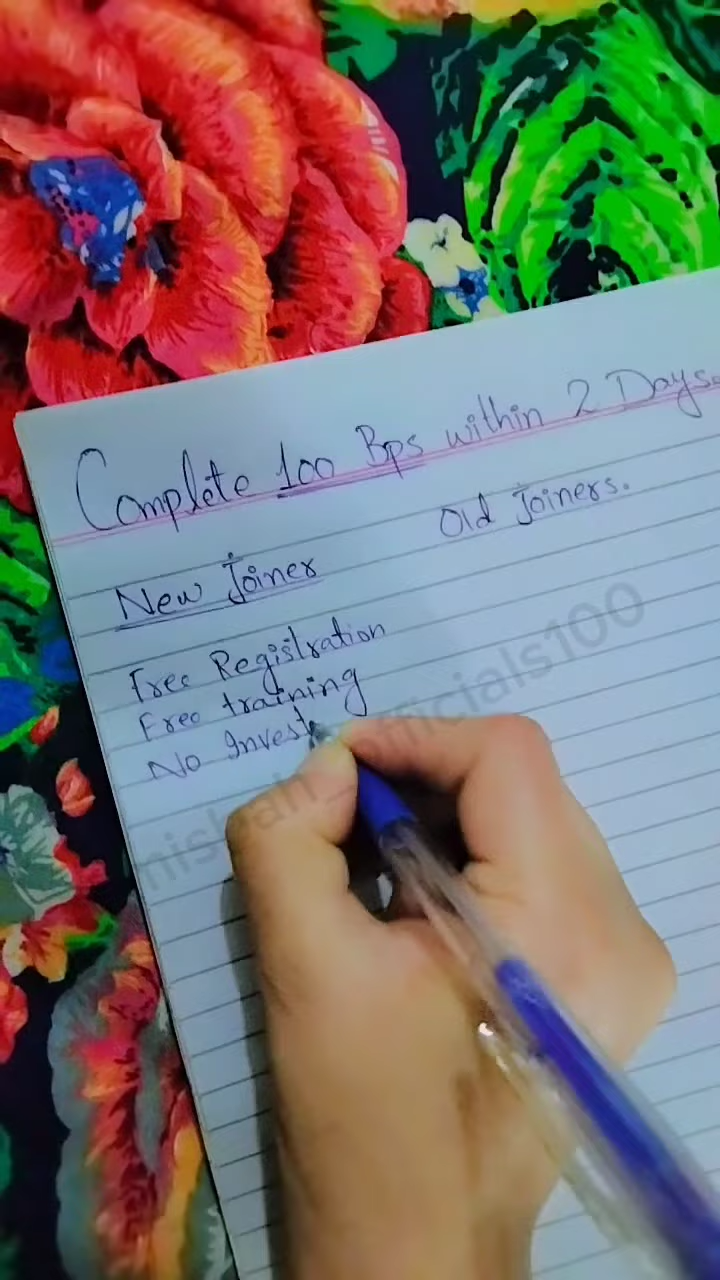 Complete 100 Bps within 2 Days.
Old Joiners.
New Joiner
Free Registration
Free training
No Invest